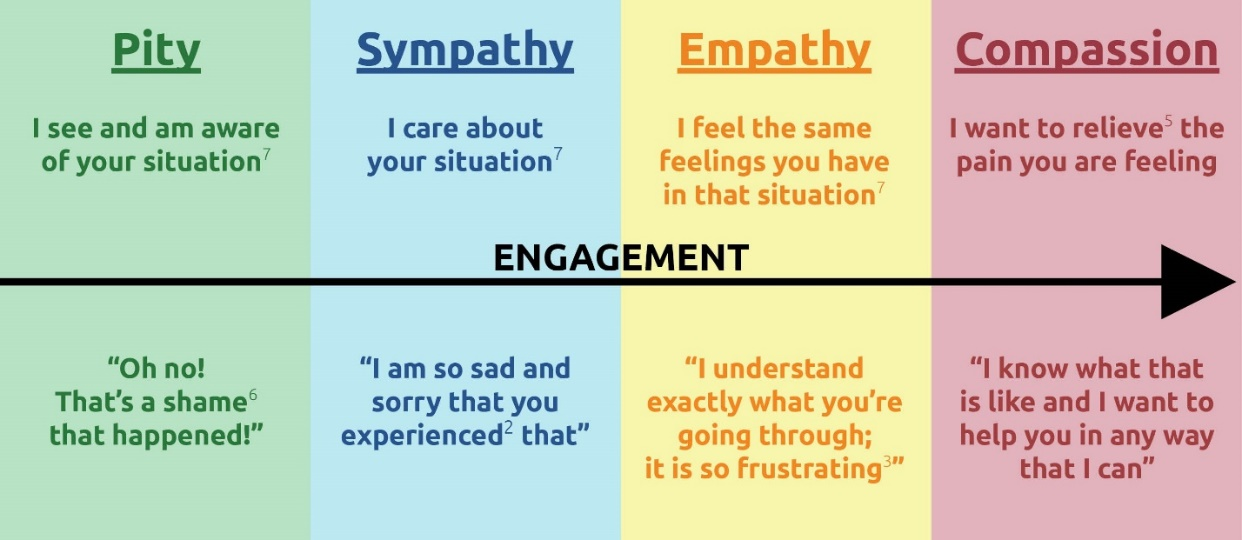 Pity
I see and am aware
of your situation⁷
Sympathy
I care about
your situation⁷
Empathy
I feel the same
feelings you have
in that situation⁷
Compassion
I want to relieve⁵ the
pain you are feeling
ENGAGEMENT
“Oh no!
That’s a shame⁶
that happened!”
“I am so sad and
sorry that you
experienced² that”
“I understand
exactly what you’re
going through;
it is so frustrating³”
“I know what that
is like and I want to
help you in any way
that I can”